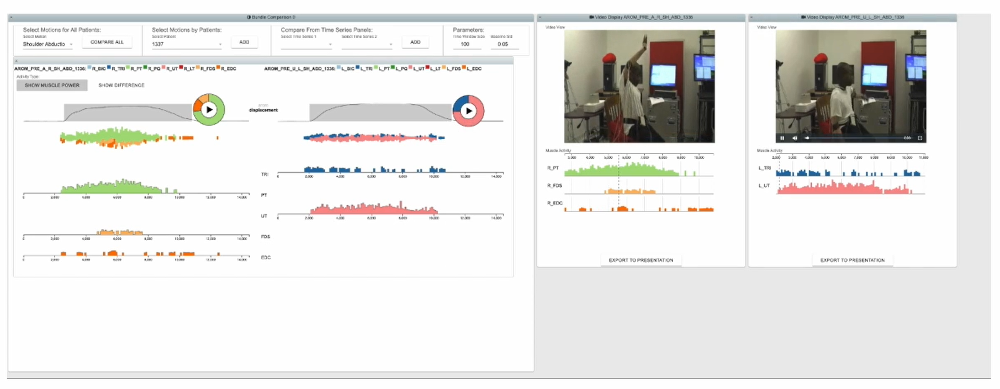 Bundle Comparison 0
Select Motions for All Patients:
Select Motion
Shoulder Abductio
COMPARE ALL
Select Motions by Patients:
Select Patient
1337
ADD
Compare From Time Series Panels:
Select Time Series 1
Select Time Series 2
ADD
Parameters:
Time Window Size
100
Baseline Std
0.05
AROM_PRE_A_R_SH_ABD_1336: R_BIC R_TRI R_PT R_PQ R_UT R_LT R_FDS R_EDC
AROM_PRE_U_L_SH_ABD_1336: L_BIC L_TRI L_PT L_PQ L_UT L_LT L_FDS L_EDC
Activity Type:
SHOW MUSCLE POWER
SHOW DIFFERENCE
displacement
TRI
0 2,000 4,000 6,000 8,000 10,000 12,000 14,000
PT
0 2,000 4,000 6,000 8,000 10,000 12,000 14,000
UT
0 2,000 4,000 6,000 8,000 10,000 12,000 14,000
FDS
0 2,000 4,000 6,000 8,000 10,000 12,000 14,000
EDC
0 2,000 4,000 6,000 8,000 10,000 12,000 14,000
Video Display AROM_PRE_A_R_SH_ABD_1336
Video View
Muscle Activity
3,000 4,000 5,000 6,000 7,000 8,000 9,000 10,000
R_PT
R_FDS
R_EDC
EXPORT TO PRESENTATION
Video Display AROM_PRE_U_L_SH_ABD_1336
Video View
0:00
Muscle Activity
2,000 3,000 4,000 5,000 6,000 7,000 8,000 9,000 10,000 11,000
L_TRI
L_UT
EXPORT TO PRESENTATION